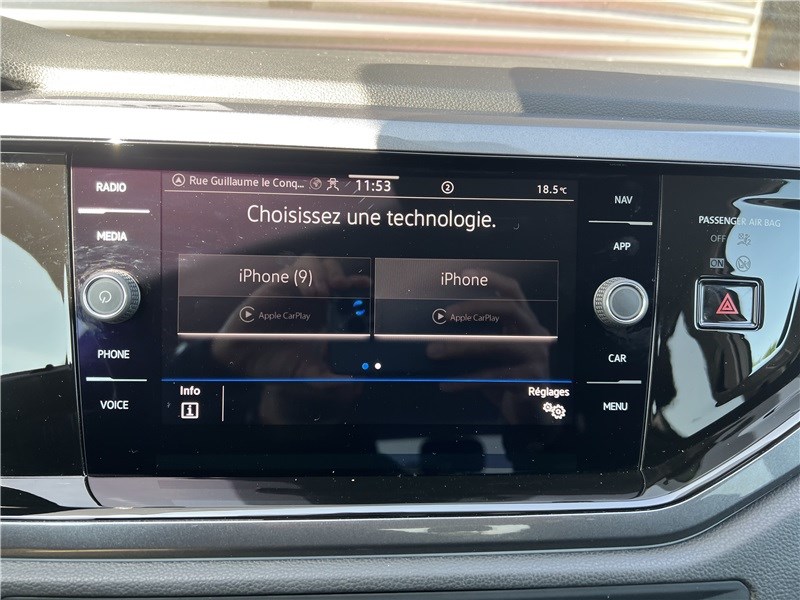 RADIO
MEDIA
PHONE
VOICE
Rue Guillaume le Conq... 11:53 2 18.5°C
Choisissez une technologie.
iPhone (9)
Apple CarPlay
iPhone
Apple CarPlay
Info
Réglages
NAV
APP
CAR
MENU
PASSENGER AIR BAG
OFF
ON